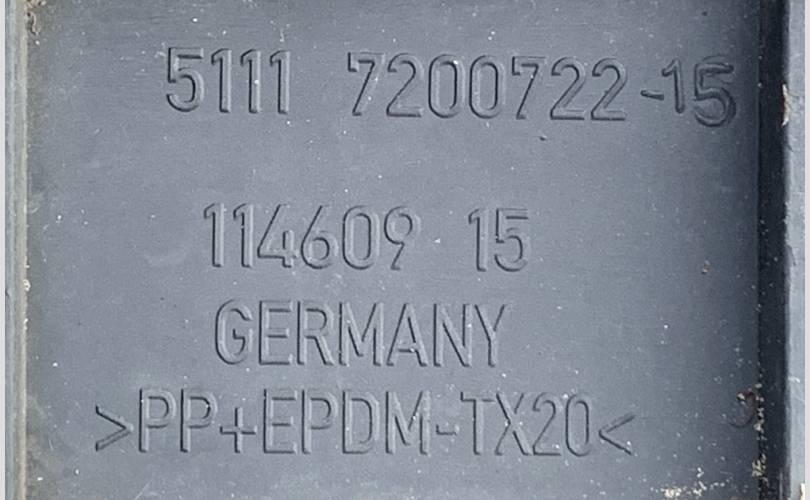 5111 7200722-15
114609 15
GERMANY
>PP+EPDM-TX20<